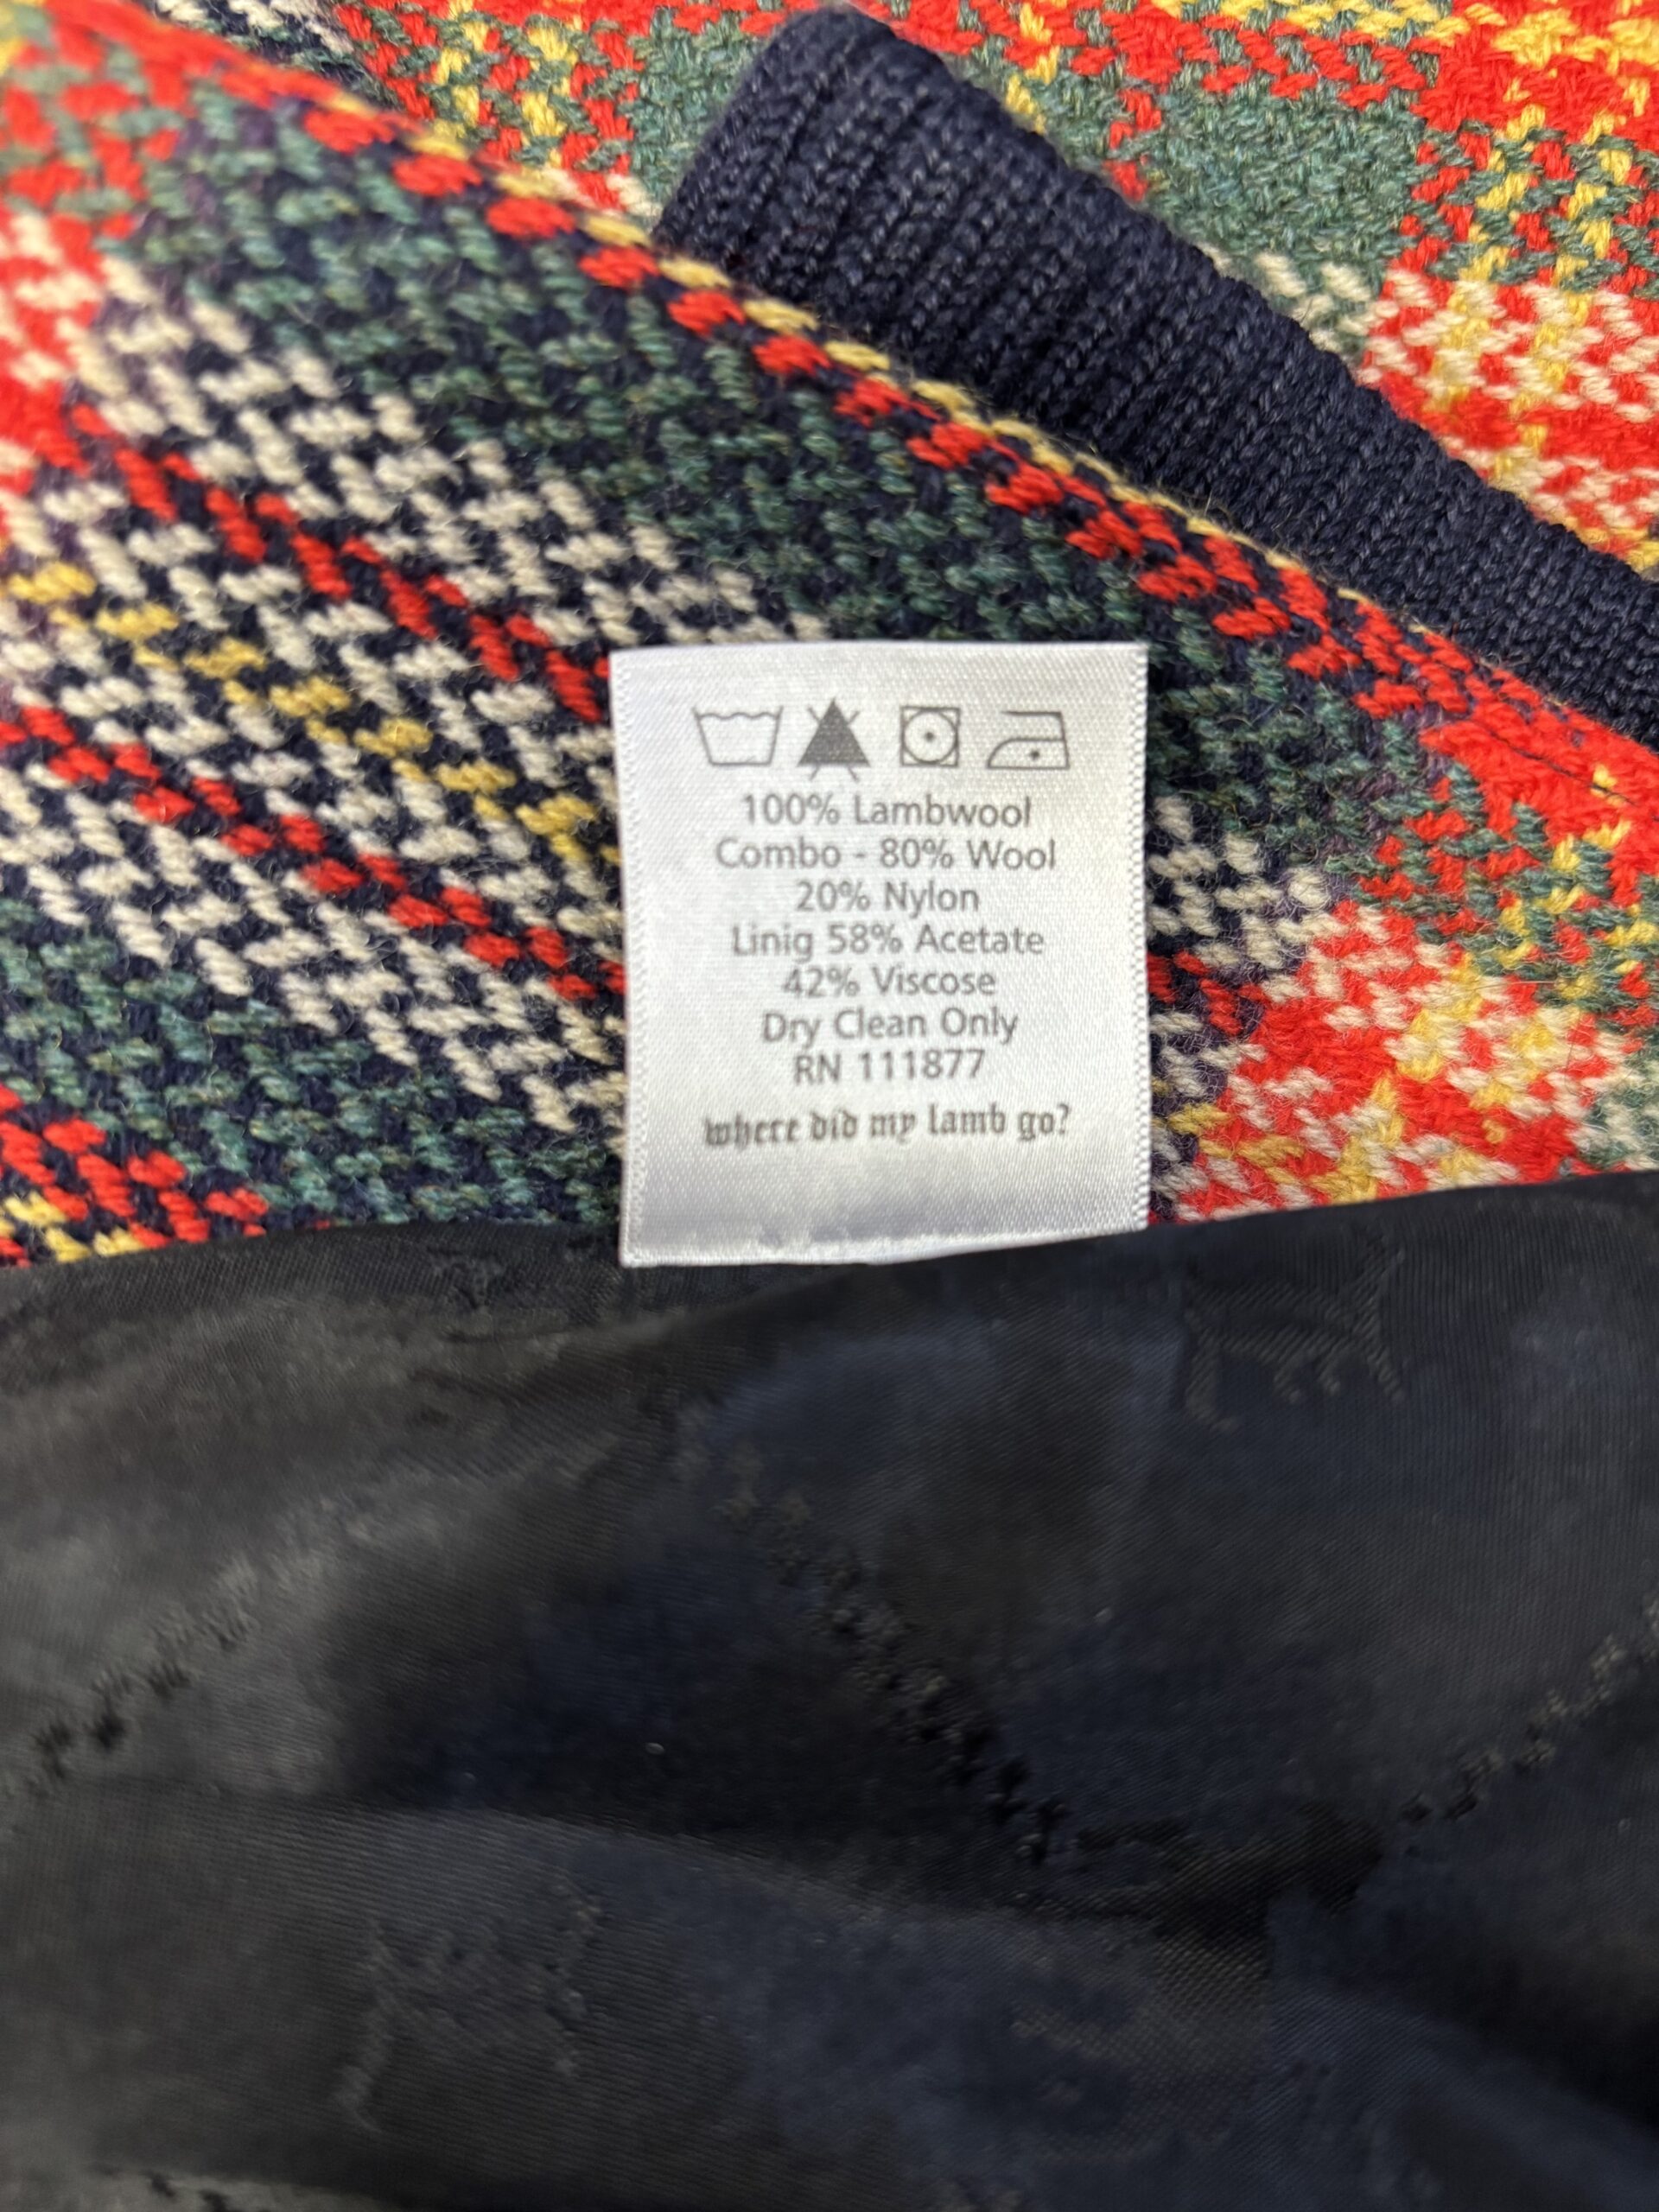 100% Lambwool
Combo - 80% Wool
20% Nylon
Linig 58% Acetate
42% Viscose
Dry Clean Only
RN 111877
where did my lamb go?